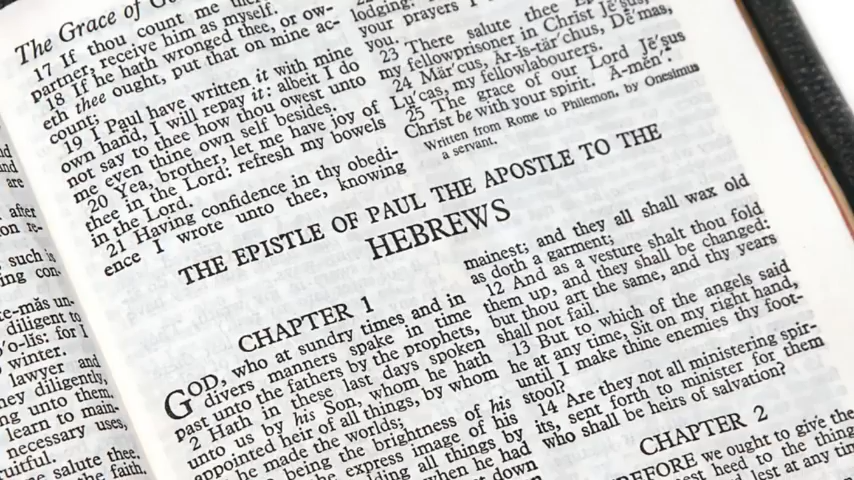 after
such is
te-măs un-
diligent to
o'-lis: for I
winter.
lawyer and
diligently,
ng unto them.
learn to main-
necessary uses,
salute thee.
the faith.
The Grace of
17 If thou count me
partner, receive him as myself.
18 If he hath wronged thee, or ow-
eth thee ought, put that on mine ac-
count;
19 I Paul have written it with mine
own hand, I will repay it: albeit I do
not say to thee how thou owest unto
me even thine own self besides.
20 Yea, brother, let me have joy of
thee in the Lord: refresh my bowels
in the Lord.
21 Having confidence in thy obedi-
ence I wrote unto thee, knowing
lodging:
your prayers I
you.
23 There salute thee
my fellowprisoner in Christ Jē'ṣus;
24 Mär'cus, Ăr-ĭs-tär'chus, Dē'mas,
Lu'cas, my fellowlabourers.
25 The grace of our Lord Jē'ṣus
Christ be with your spirit. Ā-mĕn'.
Written from Rome to Philemon, by Onesimus
a servant.
THE EPISTLE OF PAUL THE APOSTLE TO THE
HEBREWS
CHAPTER 1
GOD, who at sundry times and in
divers manners spake in time
past unto the fathers by the prophets,
2 Hath in these last days spoken
unto us by his Son, whom he hath
appointed heir of all things, by whom
he made the worlds;
being the brightness of his
express image of his
all things by
when he had
down
mainest; and they all shall wax old
as doth a garment;
12 And as a vesture shalt thou fold
them up, and they shall be changed:
but thou art the same, and thy years
shall not fail.
13 But to which of the angels said
he at any time, Sit on my right hand,
until I make thine enemies thy foot-
stool?
14 Are they not all ministering spir-
its, sent forth to minister for them
who shall be heirs of salvation?
CHAPTER 2
we ought to give the
heed to the
lest at any